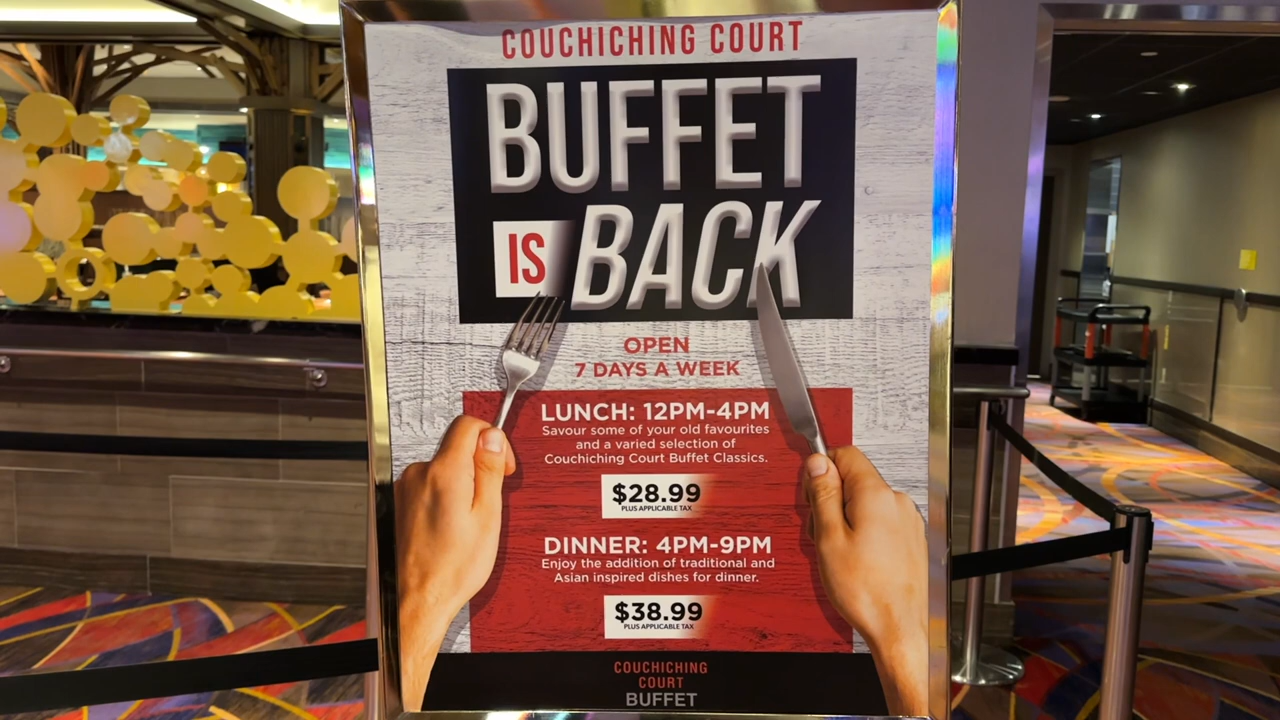 COUCHICHING COURT
BUFFET
IS BACK
OPEN
7 DAYS A WEEK
LUNCH: 12PM-4PM
Savour some of your old favourites
and a varied selection of
Couchiching Court Buffet Classics.
$28.99
PLUS APPLICABLE TAX
DINNER: 4PM-9PM
Enjoy the addition of traditional and
Asian inspired dishes for dinner.
$38.99
PLUS APPLICABLE TAX
COUCHICHING
COURT
BUFFET